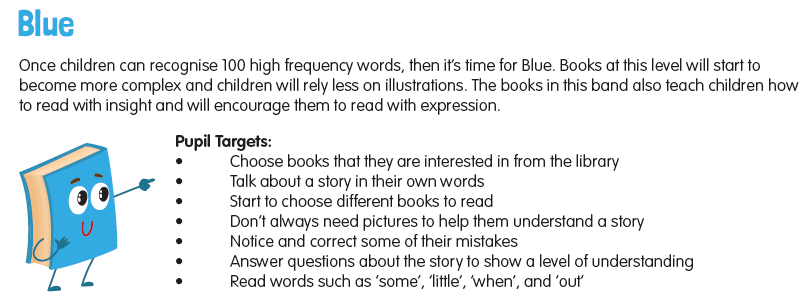 Blue
Once children can recognise 100 high frequency words, then it's time for Blue. Books at this level will start to
become more complex and children will rely less on illustrations. The books in this band also teach children how
to read with insight and will encourage them to read with expression.
Pupil Targets:
• Choose books that they are interested in from the library
• Talk about a story in their own words
• Start to choose different books to read
• Don't always need pictures to help them understand a story
• Notice and correct some of their mistakes
• Answer questions about the story to show a level of understanding
• Read words such as 'some', 'little', 'when', and 'out'